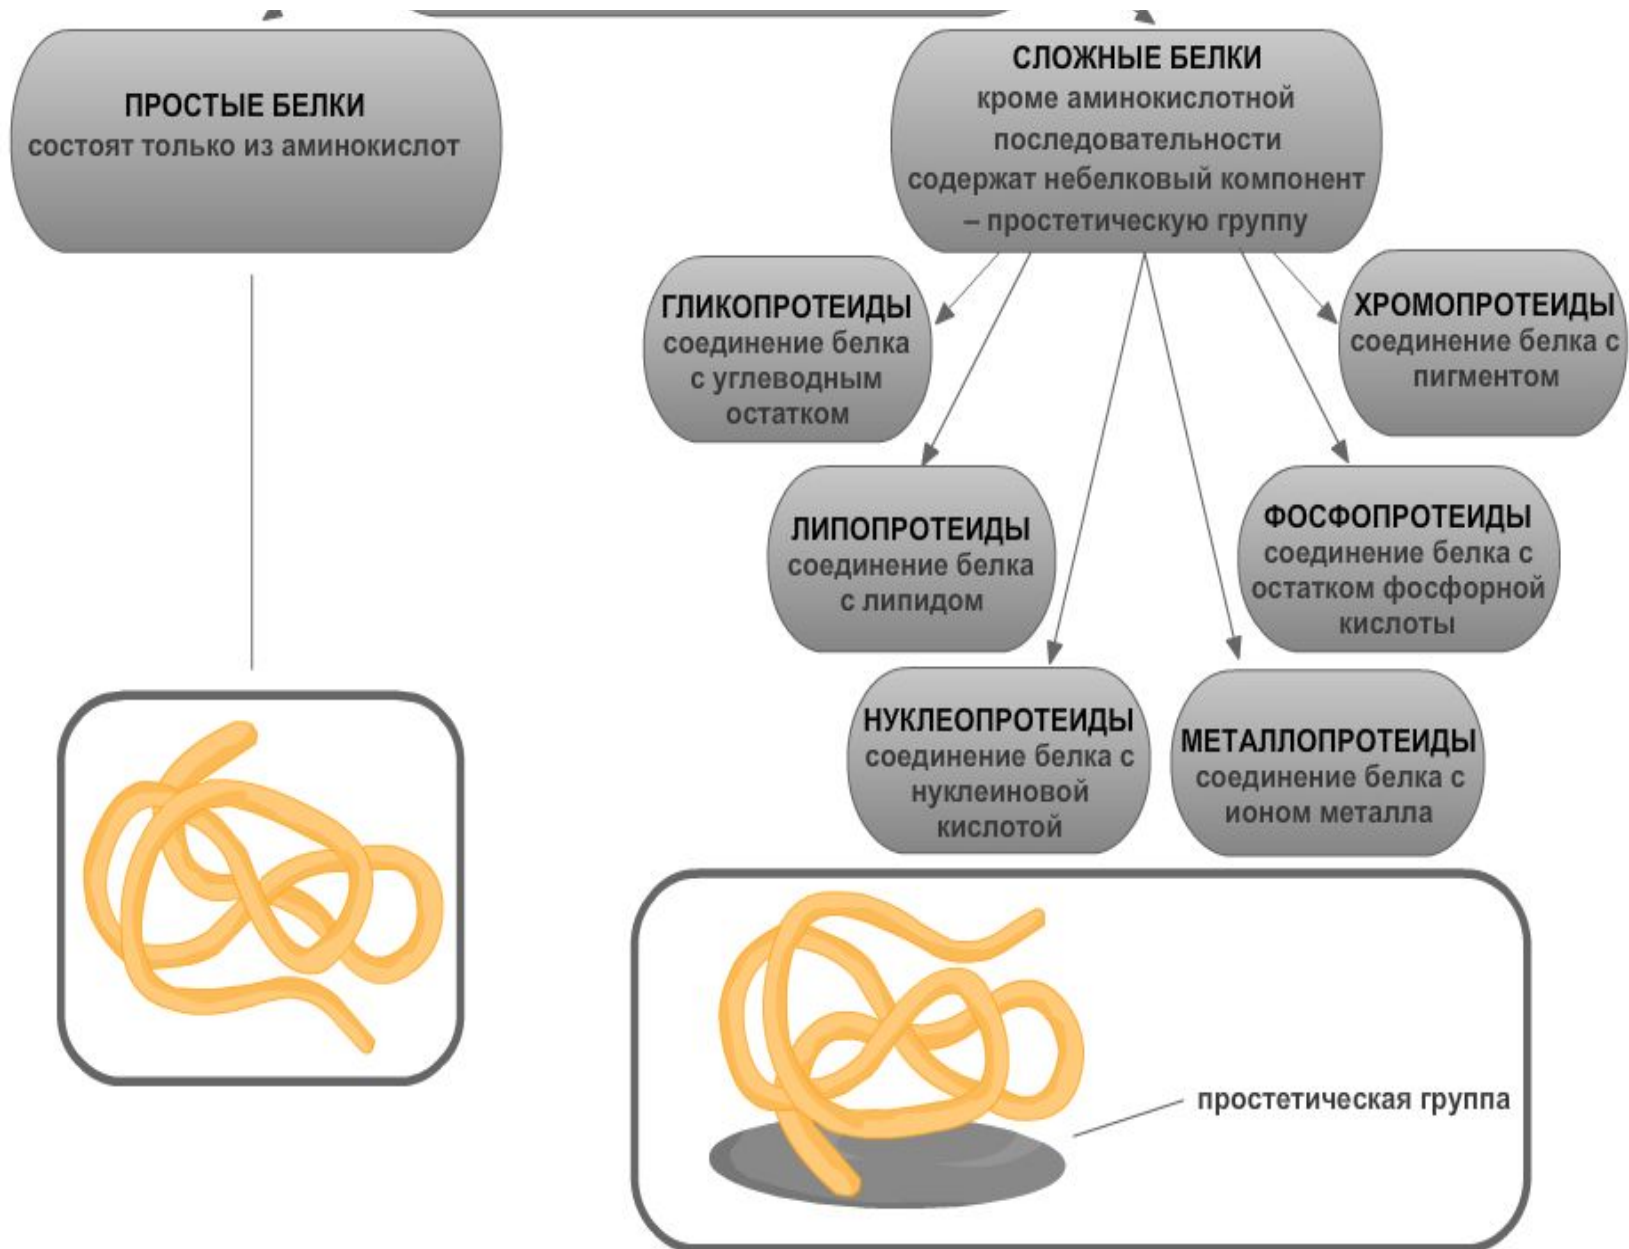 ПРОСТЫЕ БЕЛКИ
состоят только из аминокислот
СЛОЖНЫЕ БЕЛКИ
кроме аминокислотной
последовательности
содержат небелковый компонент
– простетическую группу
ГЛИКОПРОТЕИДЫ
соединение белка
с углеводным
остатком
ХРОМОПРОТЕИДЫ
соединение белка с
пигментом
ЛИПОПРОТЕИДЫ
соединение белка
с липидом
ФОСФОПРОТЕИДЫ
соединение белка с
остатком фосфорной
кислоты
НУКЛЕОПРОТЕИДЫ
соединение белка с
нуклеиновой
кислотой
МЕТАЛЛОПРОТЕИДЫ
соединение белка с
ионом металла
простетическая группа